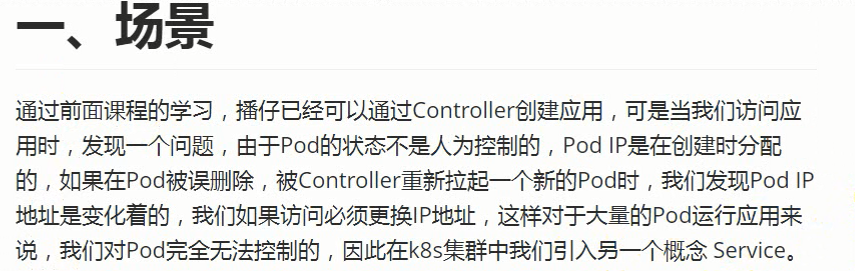 一、场景
通过前面课程的学习，播仔已经可以通过Controller创建应用，可是当我们访问应
用时，发现一个问题，由于Pod的状态不是人为控制的，Pod IP是在创建时分配
的，如果在Pod被误删除，被Controller重新拉起一个新的Pod时，我们发现Pod IP
地址是变化着的，我们如果访问必须更换IP地址，这样对于大量的Pod运行应用来
说，我们对Pod完全无法控制的，因此在k8s集群中我们引入另一个概念 Service。